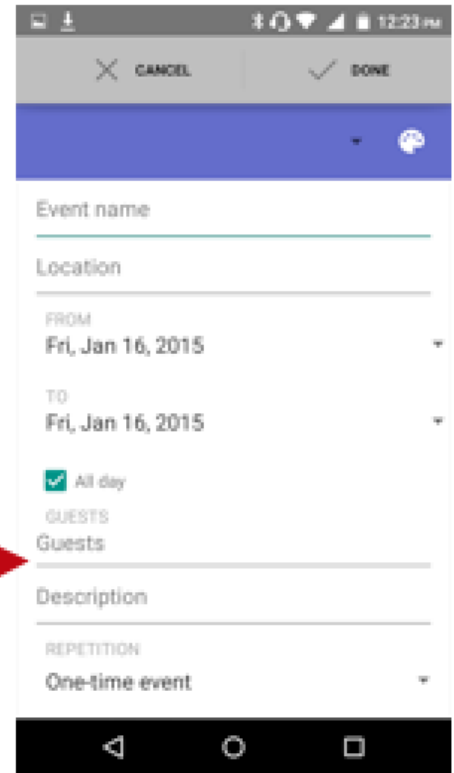 12:23 PM
CANCEL
DONE
Event name
Location
FROM
Fri, Jan 16, 2015
TO
Fri, Jan 16, 2015
All day
GUESTS
Guests
Description
REPETITION
One-time event